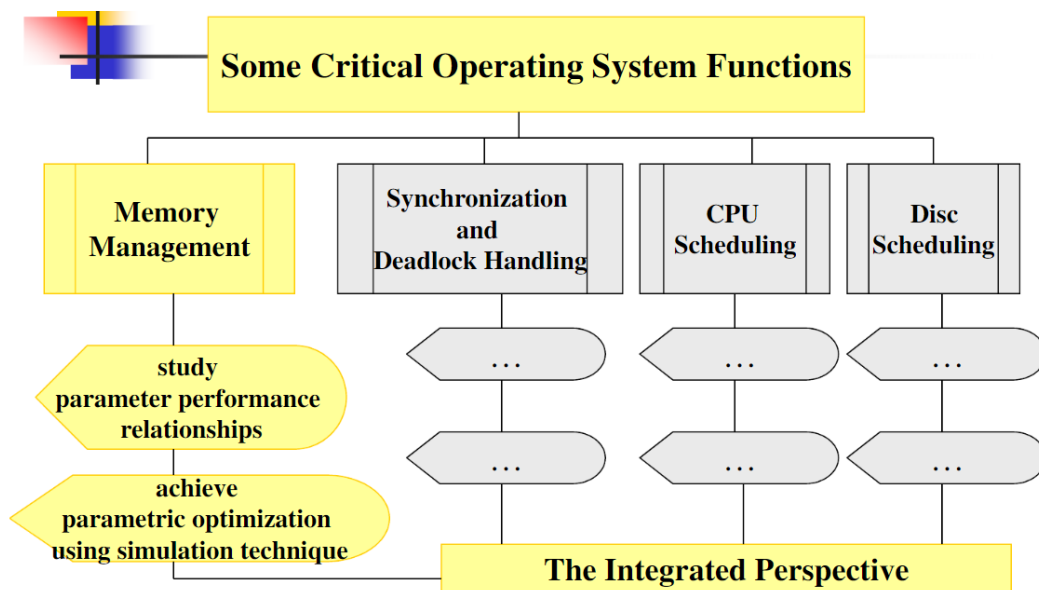 Some Critical Operating System Functions
Memory
Management
Synchronization
and
Deadlock Handling
CPU
Scheduling
Disc
Scheduling
study
parameter performance
relationships
. . .
. . .
. . .
achieve
parametric optimization
using simulation technique
. . .
. . .
. . .
The Integrated Perspective